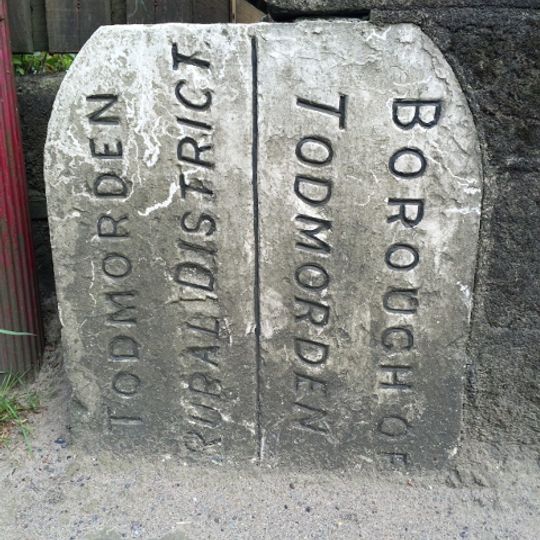 TODMORDEN
RURAL DISTRICT
BOROUGH OF
TODMORDEN